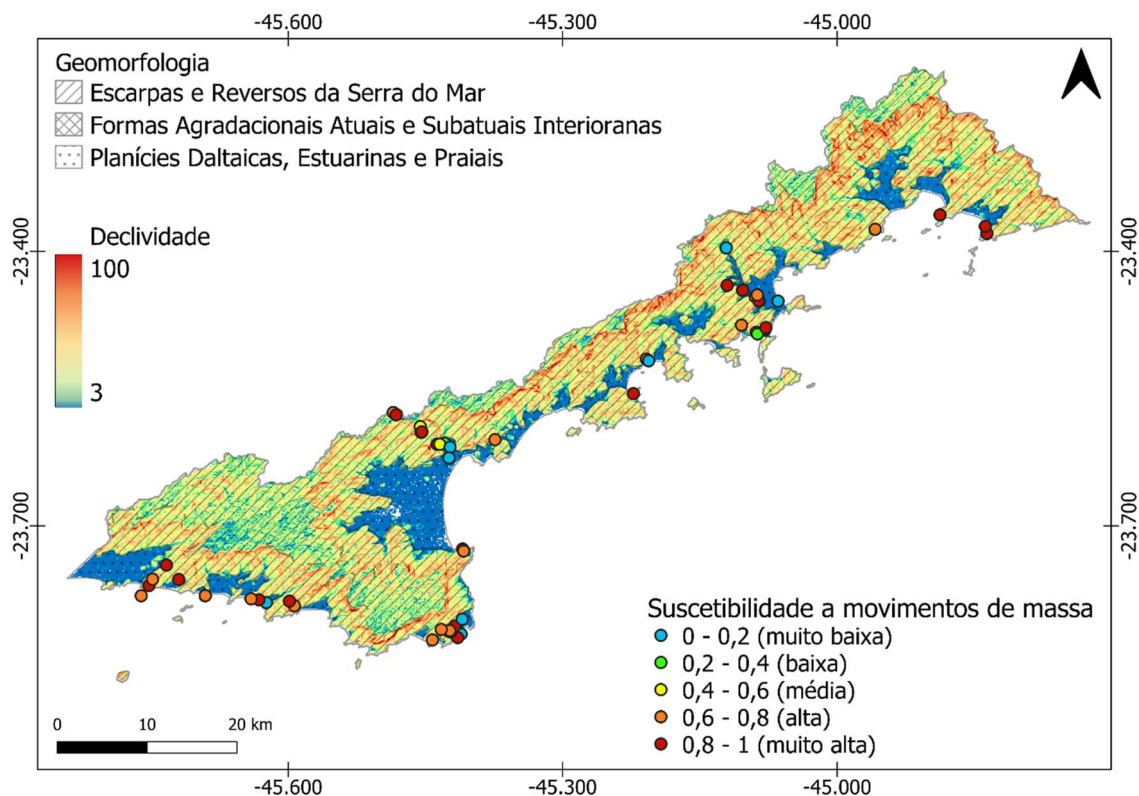 -45.600 -45.300 -45.000
Geomorfologia
Escarpas e Reversos da Serra do Mar
Formas Agradacionais Atuais e Subatuais Interioranas
Planícies Daltaicas, Estuarinas e Praiais
Declividade
100
3
-23.400
-23.400
-23.700
-23.700
Suscetibilidade a movimentos de massa
0 - 0,2 (muito baixa)
0,2 - 0,4 (baixa)
0,4 - 0,6 (média)
0,6 - 0,8 (alta)
0,8 - 1 (muito alta)
0 10 20 km
-45.600 -45.300 -45.000